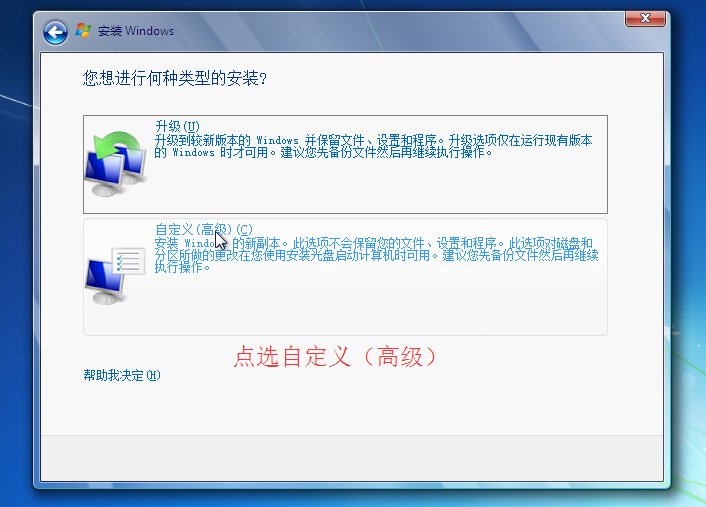 安装 Windows
您想进行何种类型的安装?
升级(U)
升级到较新版本的 Windows 并保留文件、设置和程序。升级选项仅在运行现有版本
的 Windows 时才可用。建议您先备份文件然后再继续执行操作。
自定义(高级)(C)
安装 Windows 的新副本。此选项不会保留您的文件、设置和程序。此选项对磁盘和
分区所做的更改在您使用安装光盘启动计算机时可用。建议您先备份文件然后再继续
执行操作。
点选自定义（高级）
帮助我决定(H)